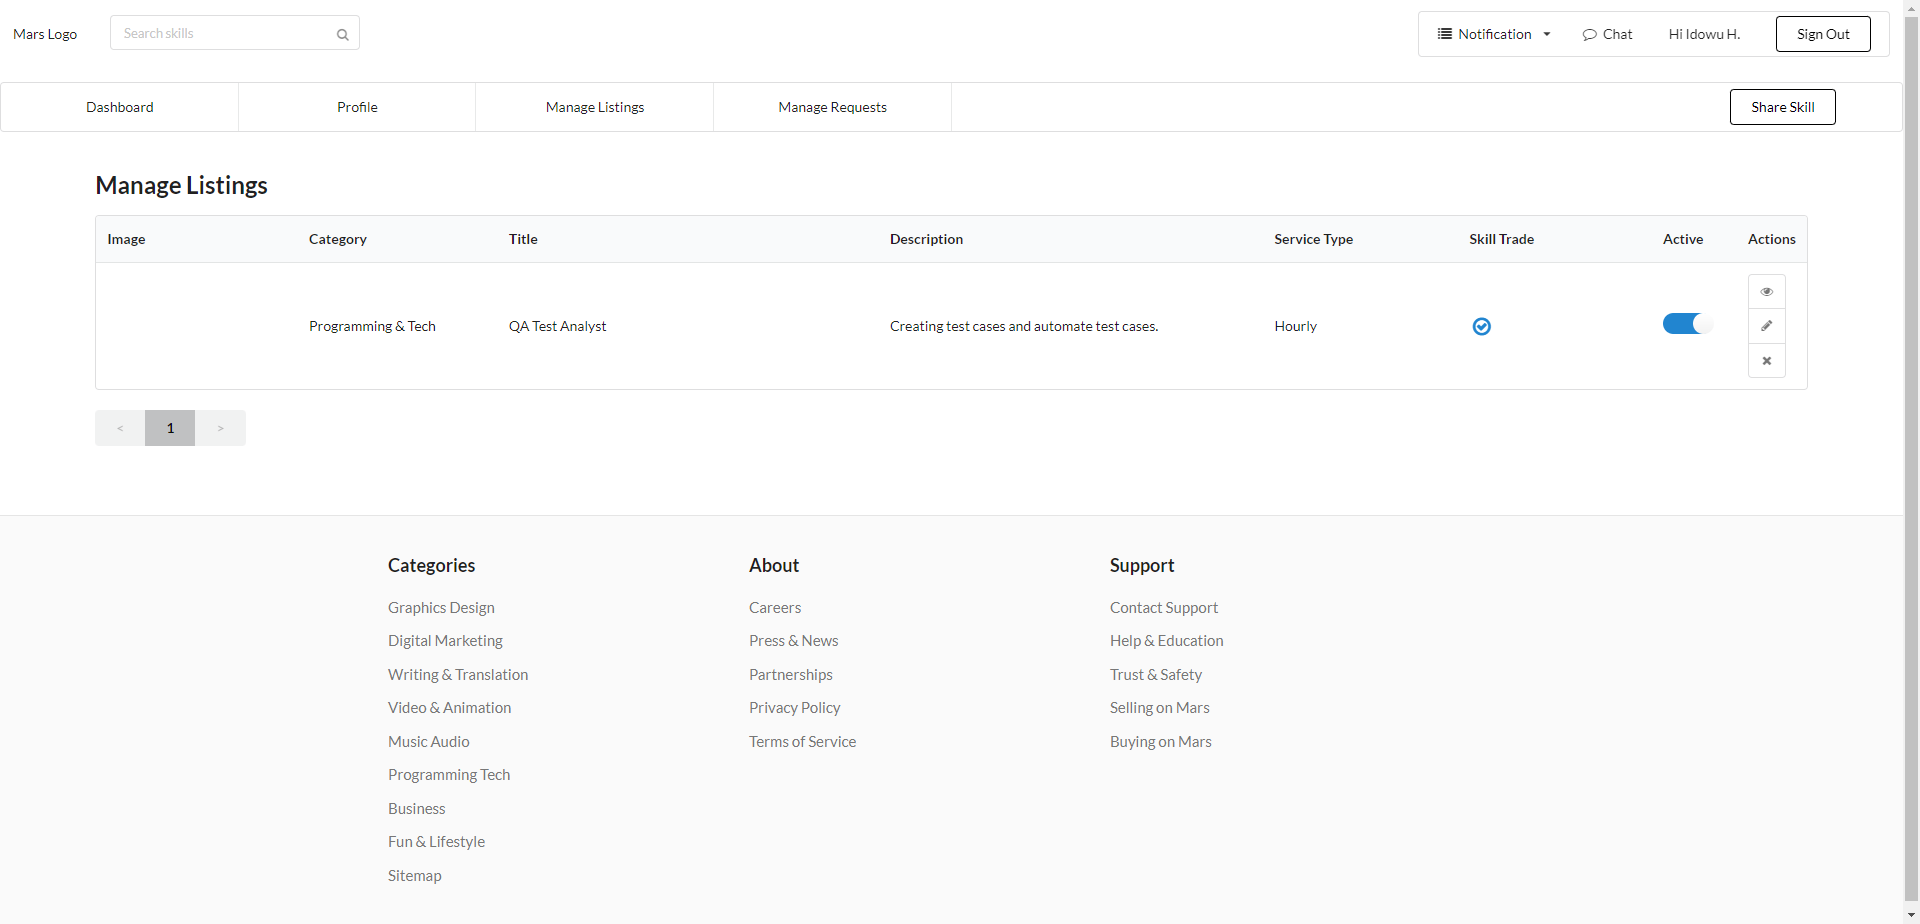 Mars Logo
Search skills
Notification
Chat
Hi Idowu H.
Sign Out
Dashboard
Profile
Manage Listings
Manage Requests
Share Skill
Manage Listings
Image Category Title Description Service Type Skill Trade Active Actions
Programming & Tech QA Test Analyst Creating test cases and automate test cases. Hourly
< 1 >
Categories
Graphics Design
Digital Marketing
Writing & Translation
Video & Animation
Music Audio
Programming Tech
Business
Fun & Lifestyle
Sitemap
About
Careers
Press & News
Partnerships
Privacy Policy
Terms of Service
Support
Contact Support
Help & Education
Trust & Safety
Selling on Mars
Buying on Mars